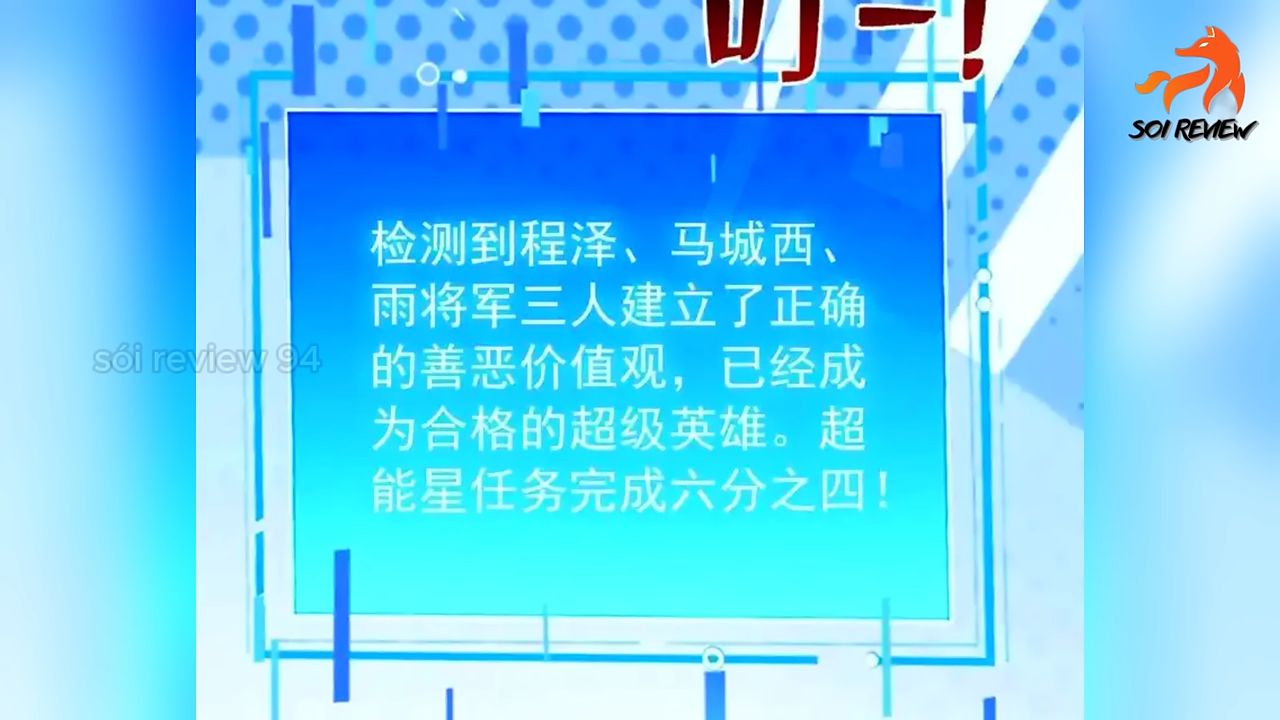 叮一!
SOI REVIEW
检测到程泽、马城西、
雨将军三人建立了正确
的善恶价值观，已经成
为合格的超级英雄。超
能星任务完成六分之四！
sói review 94